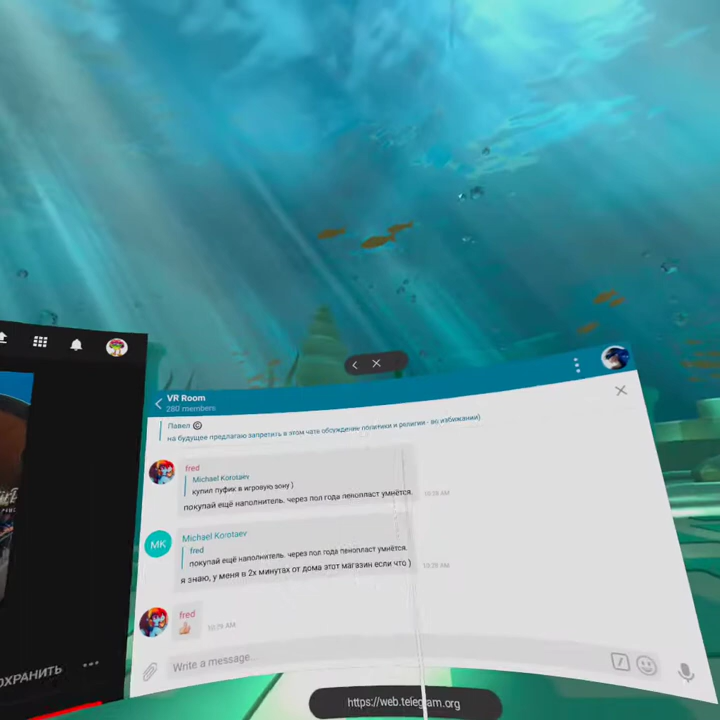 VR Room
280 members
Павел
на будущее предлагаю запретить в этом чате обсуждение политики и религии - во избижании)
fred
Michael Korotaev
купил пуфик в игровую зону )
покупай ещё наполнитель. через пол года пенопласт умнётся.
10:28 AM
Michael Korotaev
MK
fred
покупай ещё наполнитель. через пол года пенопласт умнётся.
я знаю, у меня в 2х минутах от дома этот магазин если что )
10:28 AM
fred
10:29 AM
Write a message...
ОХРАНИТЬ
https://web.telegram.org